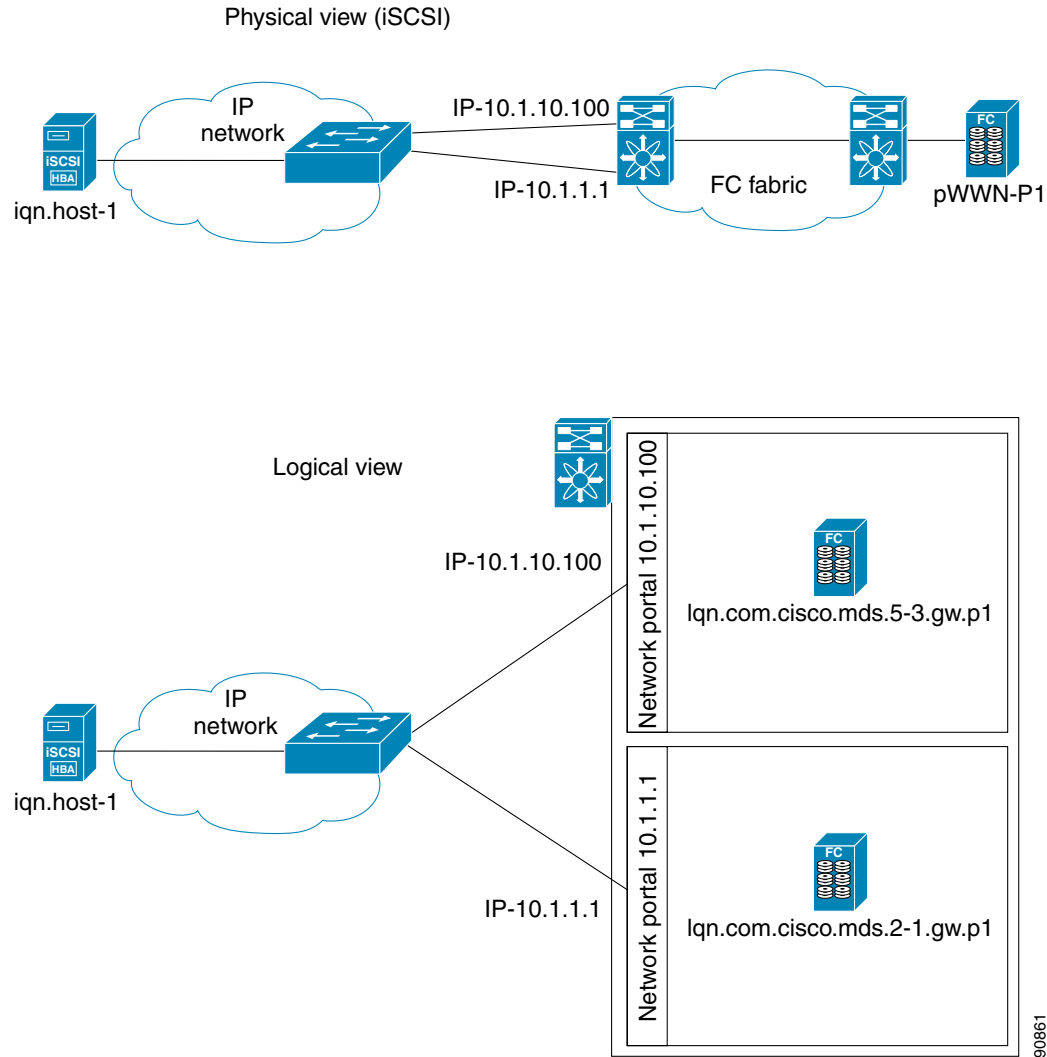 Physical view (iSCSI)
IP
network
IP-10.1.10.100
iSCSI
HBA
FC
IP-10.1.1.1
FC fabric
iqn.host-1
pWWN-P1
Logical view
IP-10.1.10.100
Network portal 10.1.10.100
FC
Iqn.com.cisco.mds.5-3.gw.p1
IP
network
iSCSI
HBA
iqn.host-1
IP-10.1.1.1
Network portal 10.1.1.1
FC
Iqn.com.cisco.mds.2-1.gw.p1
90861